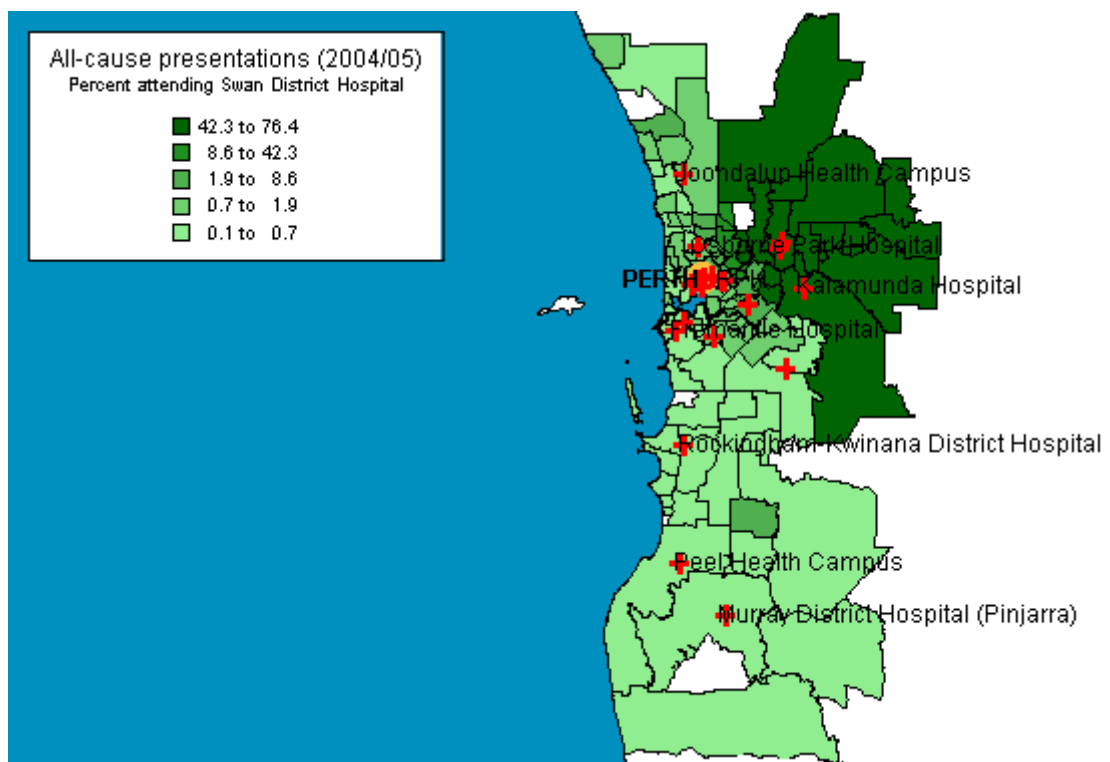 All-cause presentations (2004/05)
Percent attending Swan District Hospital
42.3 to 76.4
8.6 to 42.3
1.9 to 8.6
0.7 to 1.9
0.1 to 0.7
Joondalup Health Campus
Osborne Park Hospital
PERTH RPH
Kalamunda Hospital
Fremantle Hospital
Rockingham-Kwinana District Hospital
Peel Health Campus
Murray District Hospital (Pinjarra)